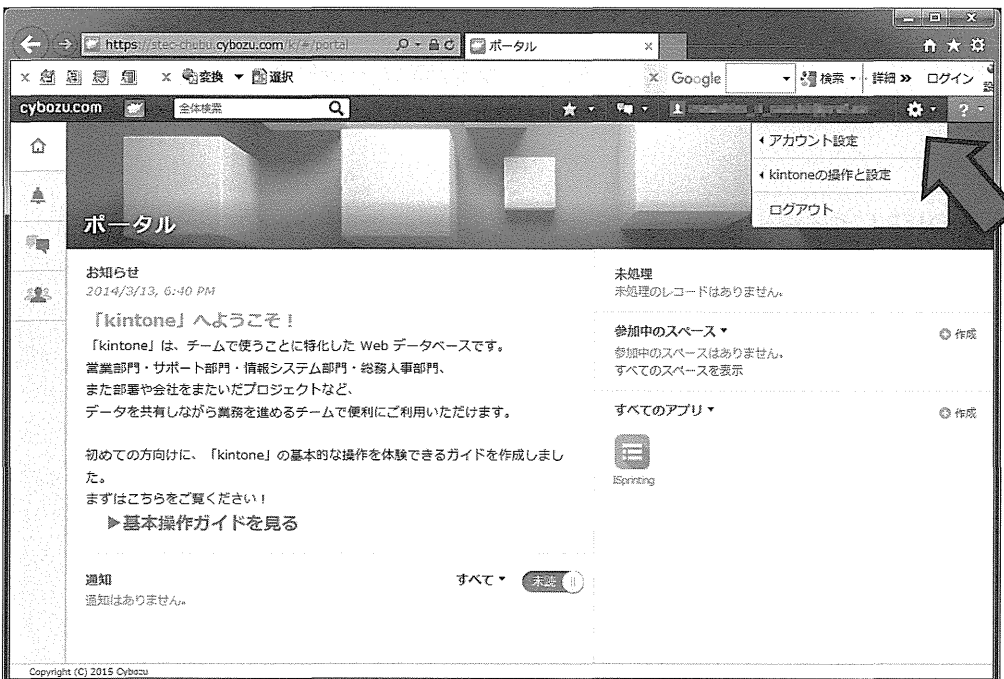 https://stec-chubu.cybozu.com/k/#/portal
ポータル
変換 ▼ 選択
Google
検索
詳細 »
ログイン
cybozu.com
全体検索
アカウント設定
kintoneの操作と設定
ログアウト
ポータル
お知らせ
2014/3/13, 6:40 PM
「kintone」へようこそ!
「kintone」は、チームで使うことに特化した Web データベースです。
営業部門・サポート部門・情報システム部門・総務人事部門、
また部署や会社をまたいだプロジェクトなど、
データを共有しながら業務を進めるチームで便利にご利用いただけます。
初めての方向けに、「kintone」の基本的な操作を体験できるガイドを作成しまし
た。
まずはこちらをご覧ください!
▶基本操作ガイドを見る
通知
すべて ▾
未読
通知はありません。
未処理
未処理のレコードはありません。
参加中のスペース ▾
作成
参加中のスペースはありません。
すべてのスペースを表示
すべてのアプリ ▾
作成
ISprinting
Copyright (C) 2015 Cybozu